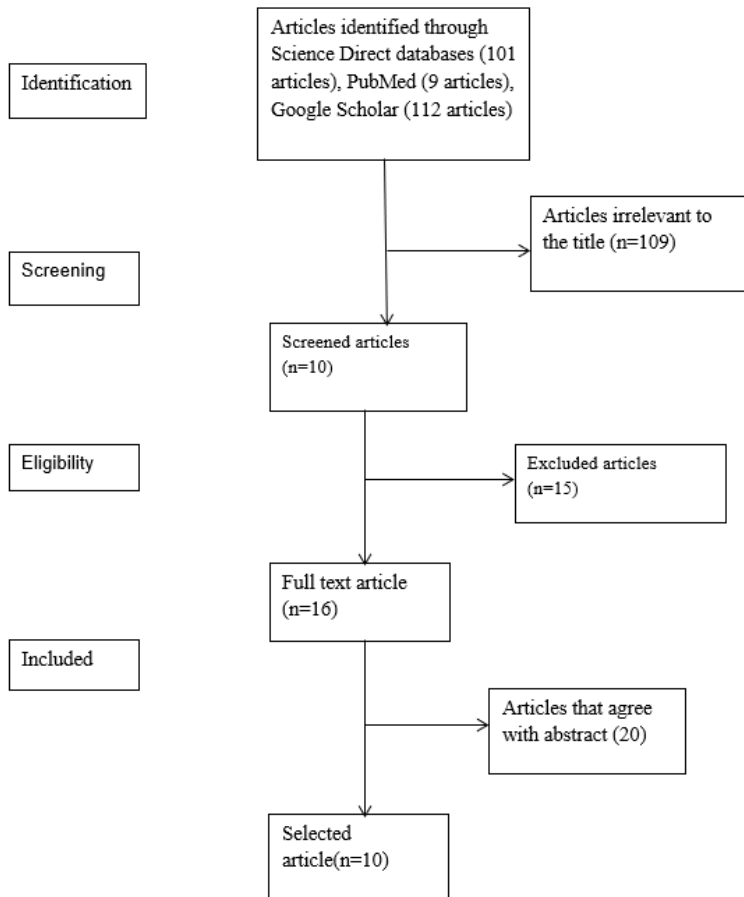 Articles identified through
Science Direct databases (101
articles), PubMed (9 articles),
Google Scholar (112 articles)
Identification
Articles irrelevant to
the title (n=109)
Screening
Screened articles
(n=10)
Eligibility
Excluded articles
(n=15)
Full text article
(n=16)
Included
Articles that agree
with abstract (20)
Selected
article(n=10)